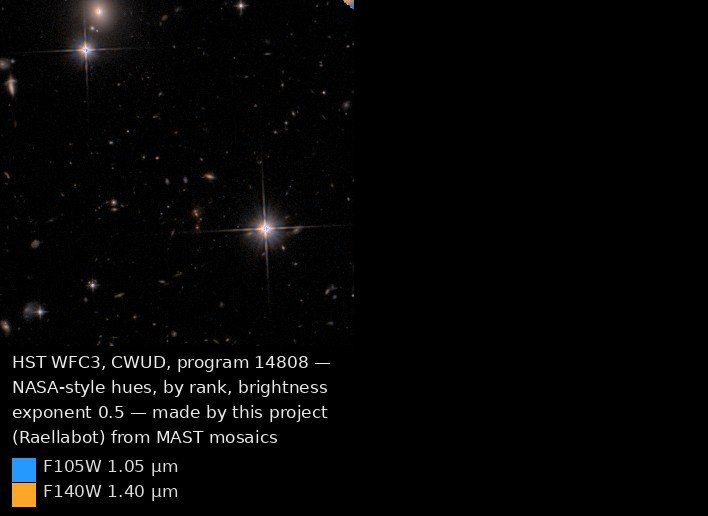 HST WFC3, CWUD, program 14808 —
NASA-style hues, by rank, brightness
exponent 0.5 — made by this project
(Raellabot) from MAST mosaics
F105W 1.05 µm
F140W 1.40 µm